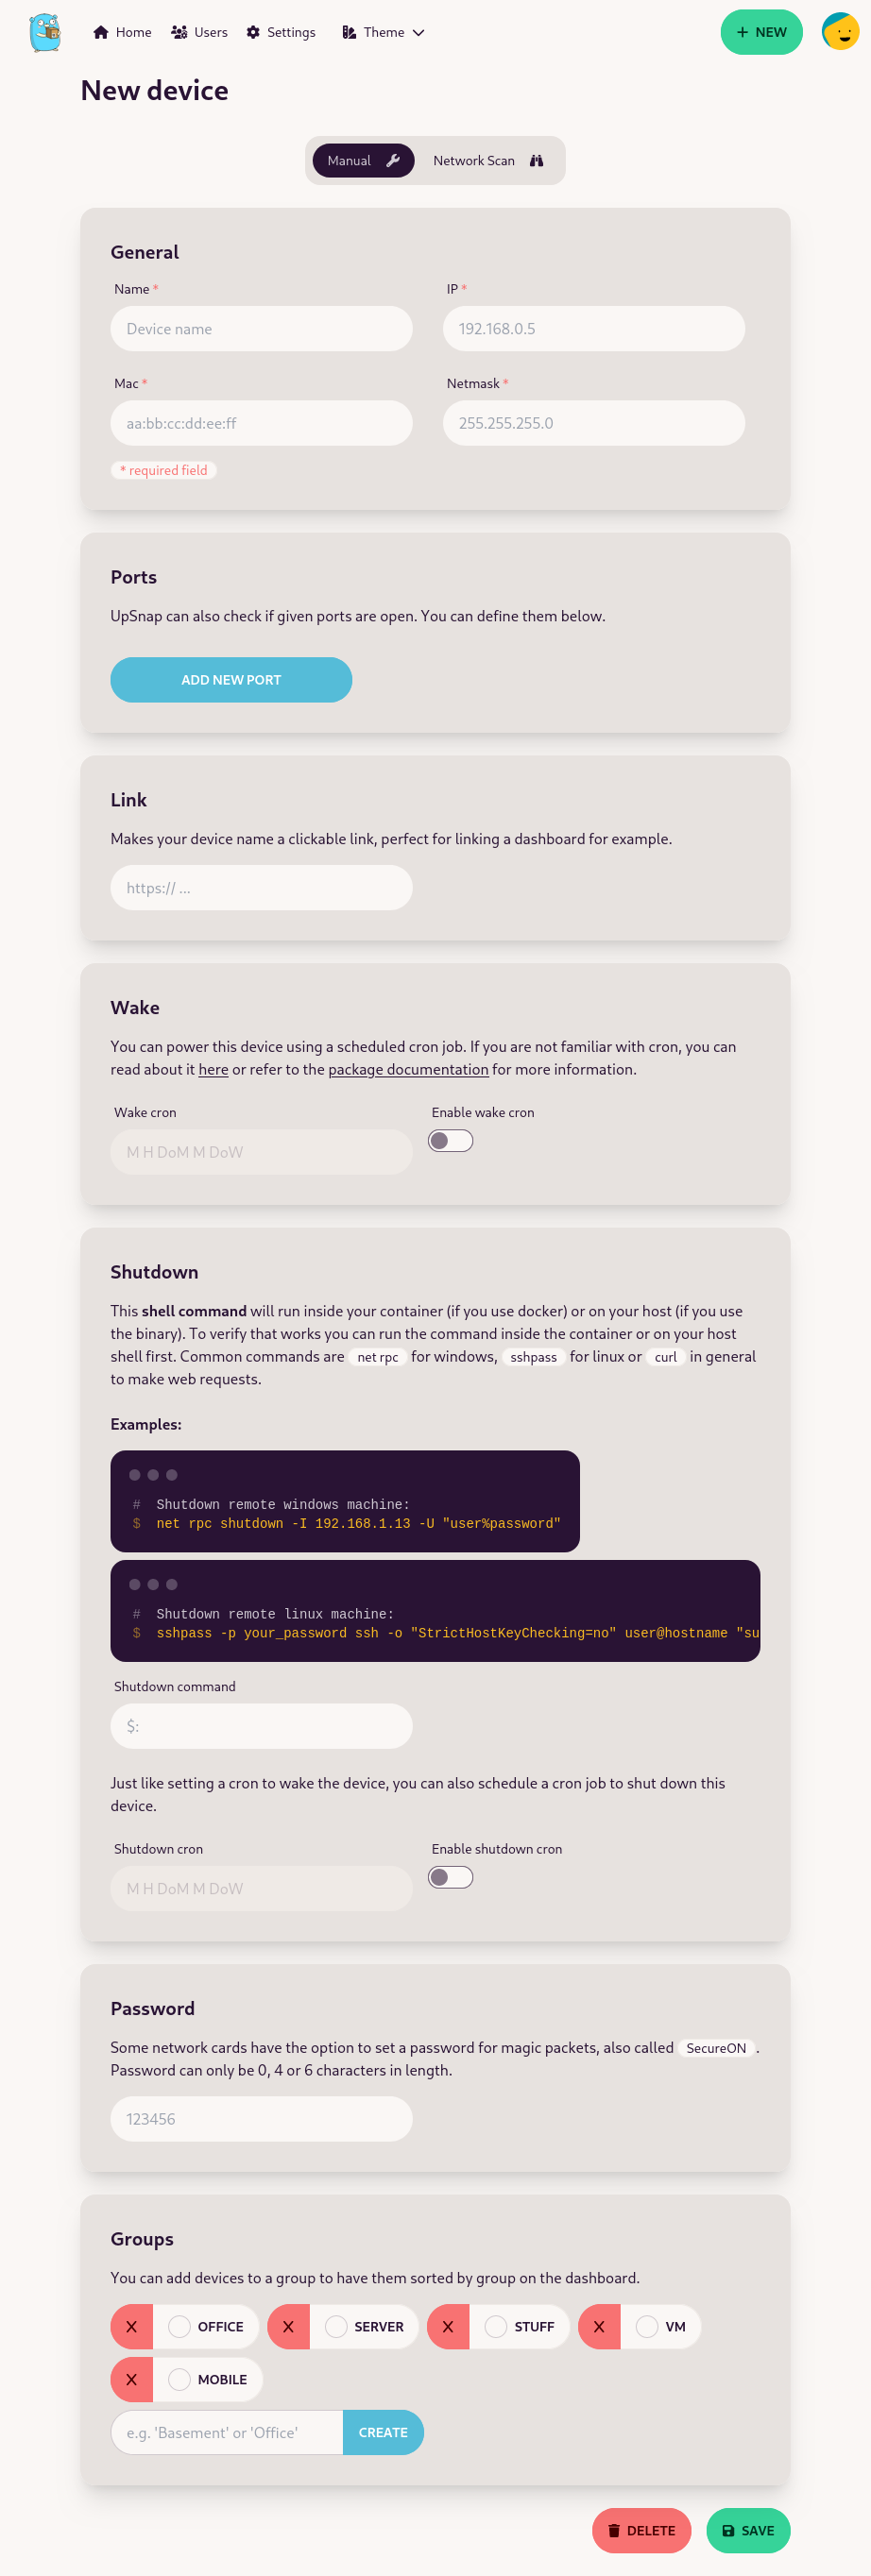 Home Users Settings Theme + NEW
New device
Manual Network Scan
General
Name * IP *
Device name 192.168.0.5
Mac * Netmask *
aa:bb:cc:dd:ee:ff 255.255.255.0
* required field
Ports
UpSnap can also check if given ports are open. You can define them below.
ADD NEW PORT
Link
Makes your device name a clickable link, perfect for linking a dashboard for example.
https:// ...
Wake
You can power this device using a scheduled cron job. If you are not familiar with cron, you can
read about it here or refer to the package documentation for more information.
Wake cron Enable wake cron
M H DoM M DoW
Shutdown
This shell command will run inside your container (if you use docker) or on your host (if you use
the binary). To verify that works you can run the command inside the container or on your host
shell first. Common commands are net rpc for windows, sshpass for linux or curl in general
to make web requests.
Examples:
# Shutdown remote windows machine:
$ net rpc shutdown -I 192.168.1.13 -U "user%password"
# Shutdown remote linux machine:
$ sshpass -p your_password ssh -o "StrictHostKeyChecking=no" user@hostname "su
Shutdown command
$:
Just like setting a cron to wake the device, you can also schedule a cron job to shut down this
device.
Shutdown cron Enable shutdown cron
M H DoM M DoW
Password
Some network cards have the option to set a password for magic packets, also called SecureON .
Password can only be 0, 4 or 6 characters in length.
123456
Groups
You can add devices to a group to have them sorted by group on the dashboard.
X OFFICE X SERVER X STUFF X VM
X MOBILE
e.g. 'Basement' or 'Office' CREATE
DELETE SAVE